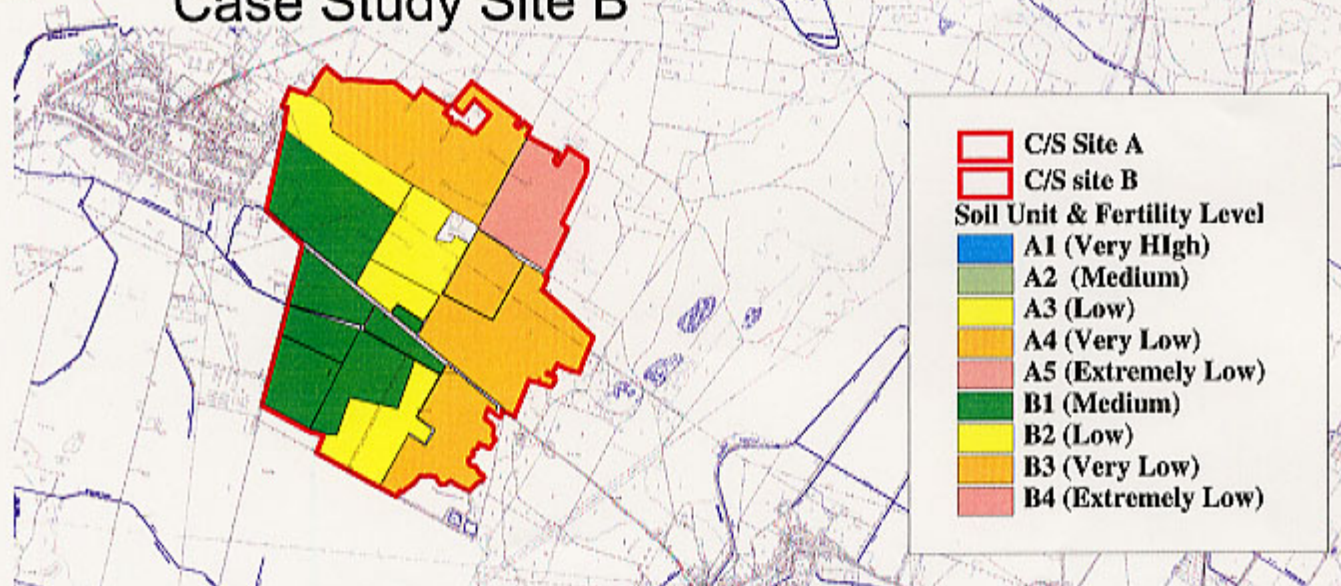 Case Study Site B
C/S Site A
C/S site B
Soil Unit & Fertility Level
A1 (Very HIgh)
A2 (Medium)
A3 (Low)
A4 (Very Low)
A5 (Extremely Low)
B1 (Medium)
B2 (Low)
B3 (Very Low)
B4 (Extremely Low)